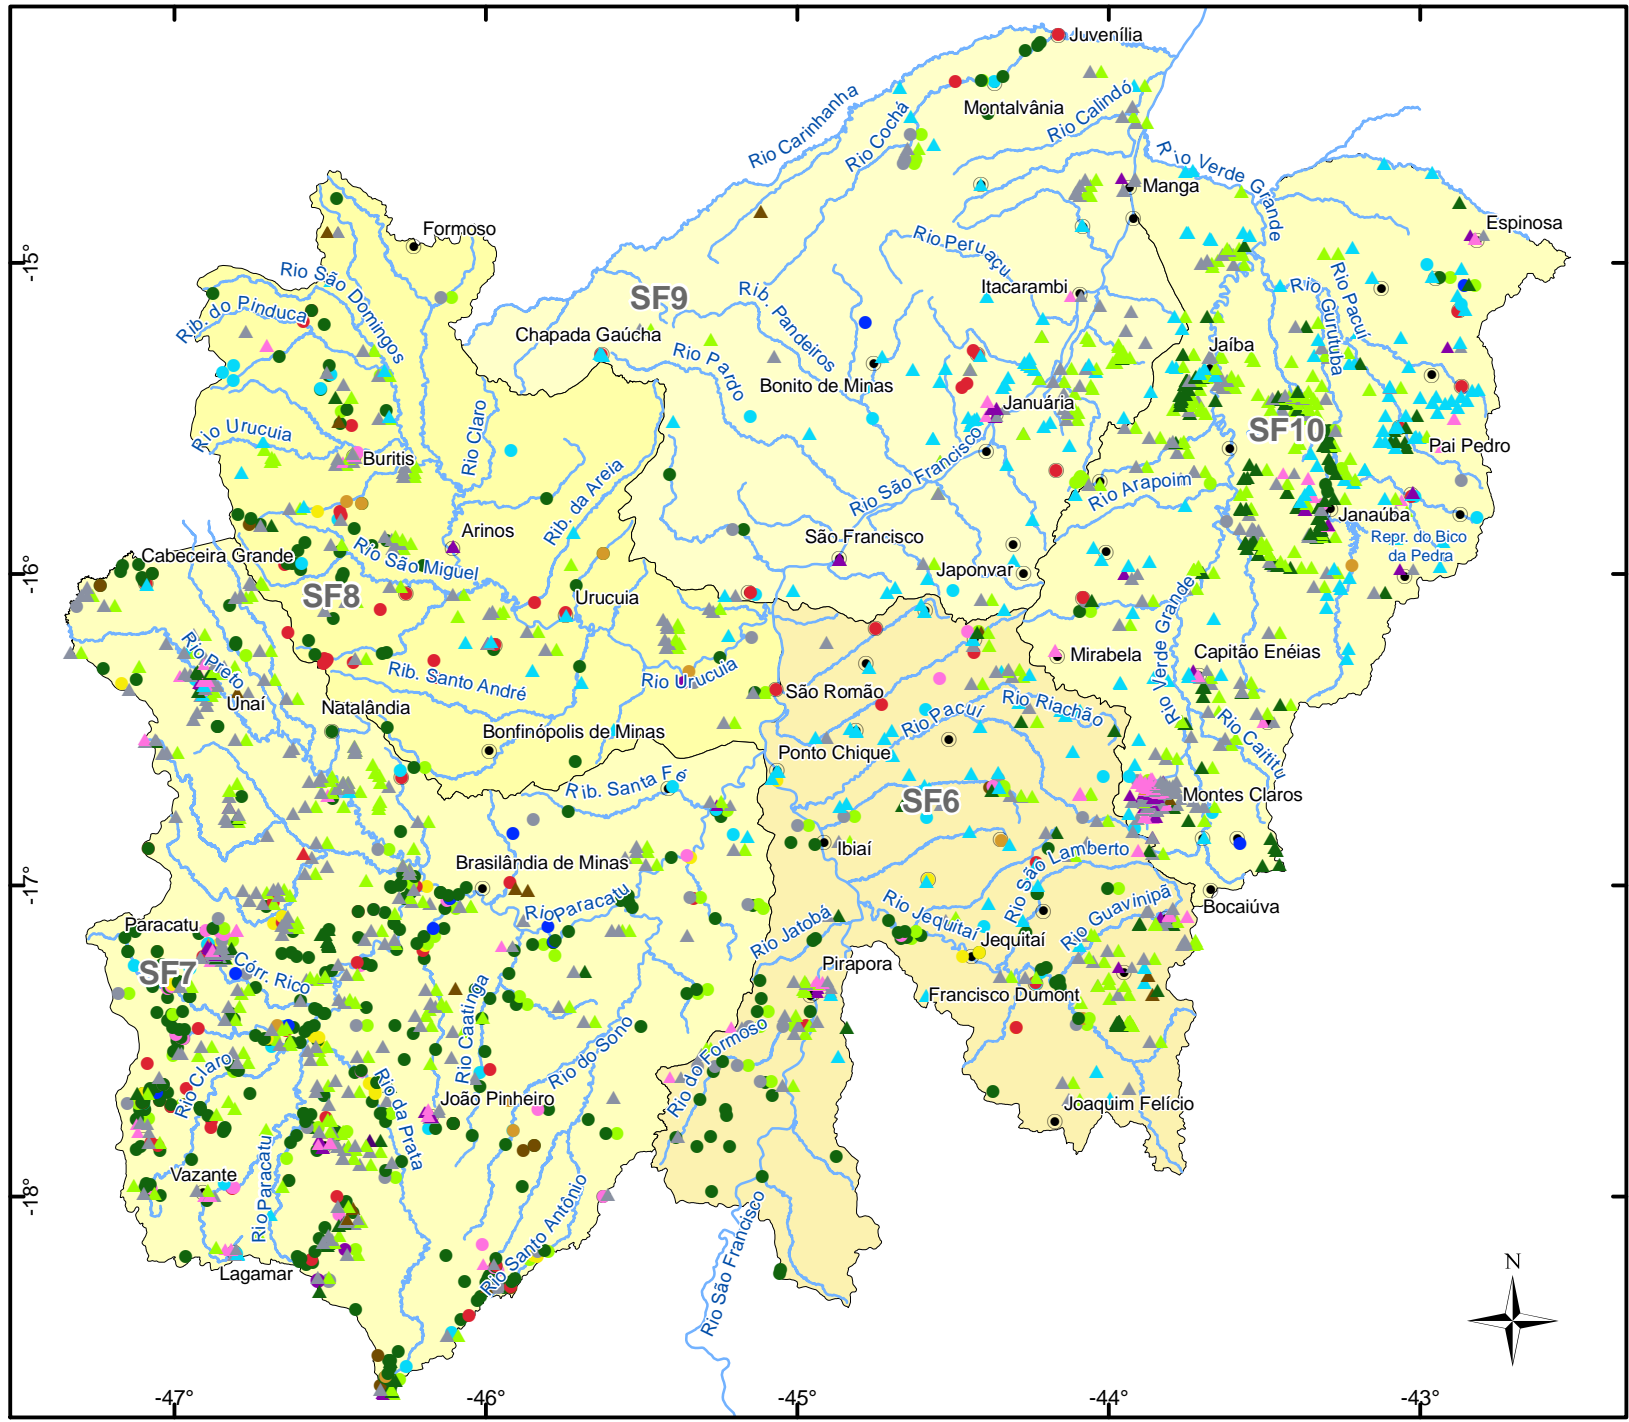 Juvenília
Montalvânia
Rio Calindó
Rio Carinhanha
Rio Cochá
Rio Verde Grande
Manga
Formoso
Espinosa
-15°
Rio São Domingos
Rib. do Pinduca
Rio Peruaçu
Itacarambi
Rio Pacuí
Rio Gurutuba
SF9
Rib. Pandeiros
Chapada Gaúcha
Rio Pardo
Bonito de Minas
Jaíba
Januária
SF10
Pai Pedro
Rio Urucuia
Buritis
Rio Claro
Rib. da Areia
Rio São Francisco
Rio Arapoim
Janaúba
Repr. do Bico
da Pedra
Arinos
São Francisco
Japonvar
-16°
Cabeceira Grande
Rio São Miguel
SF8
Urucuia
Rio Preto
Unaí
Natalândia
Rib. Santo André
Rio Urucuia
São Romão
Mirabela
Rio Verde Grande
Capitão Enéias
Rio Pacuí
Rio Riachão
Rio Caititu
Bonfinópolis de Minas
Ponto Chique
Rib. Santa Fé
SF6
Montes Claros
Ibiaí
Brasilândia de Minas
Rio São Lamberto
-17°
Rio Paracatu
Rio Jatobá
Rio Jequitaí
Rio Guavinipã
Bocaiúva
Paracatu
Jequitaí
SF7
Córr. Rico
Pirapora
Francisco Dumont
Rio Caatinga
Rio do Sono
Rio do Formoso
Rio Claro
Rio da Prata
João Pinheiro
Joaquim Felício
Vazante
Rio Paracatu
-18°
Rio Santo Antônio
Rio São Francisco
Lagamar
N
-47°
-46°
-45°
-44°
-43°